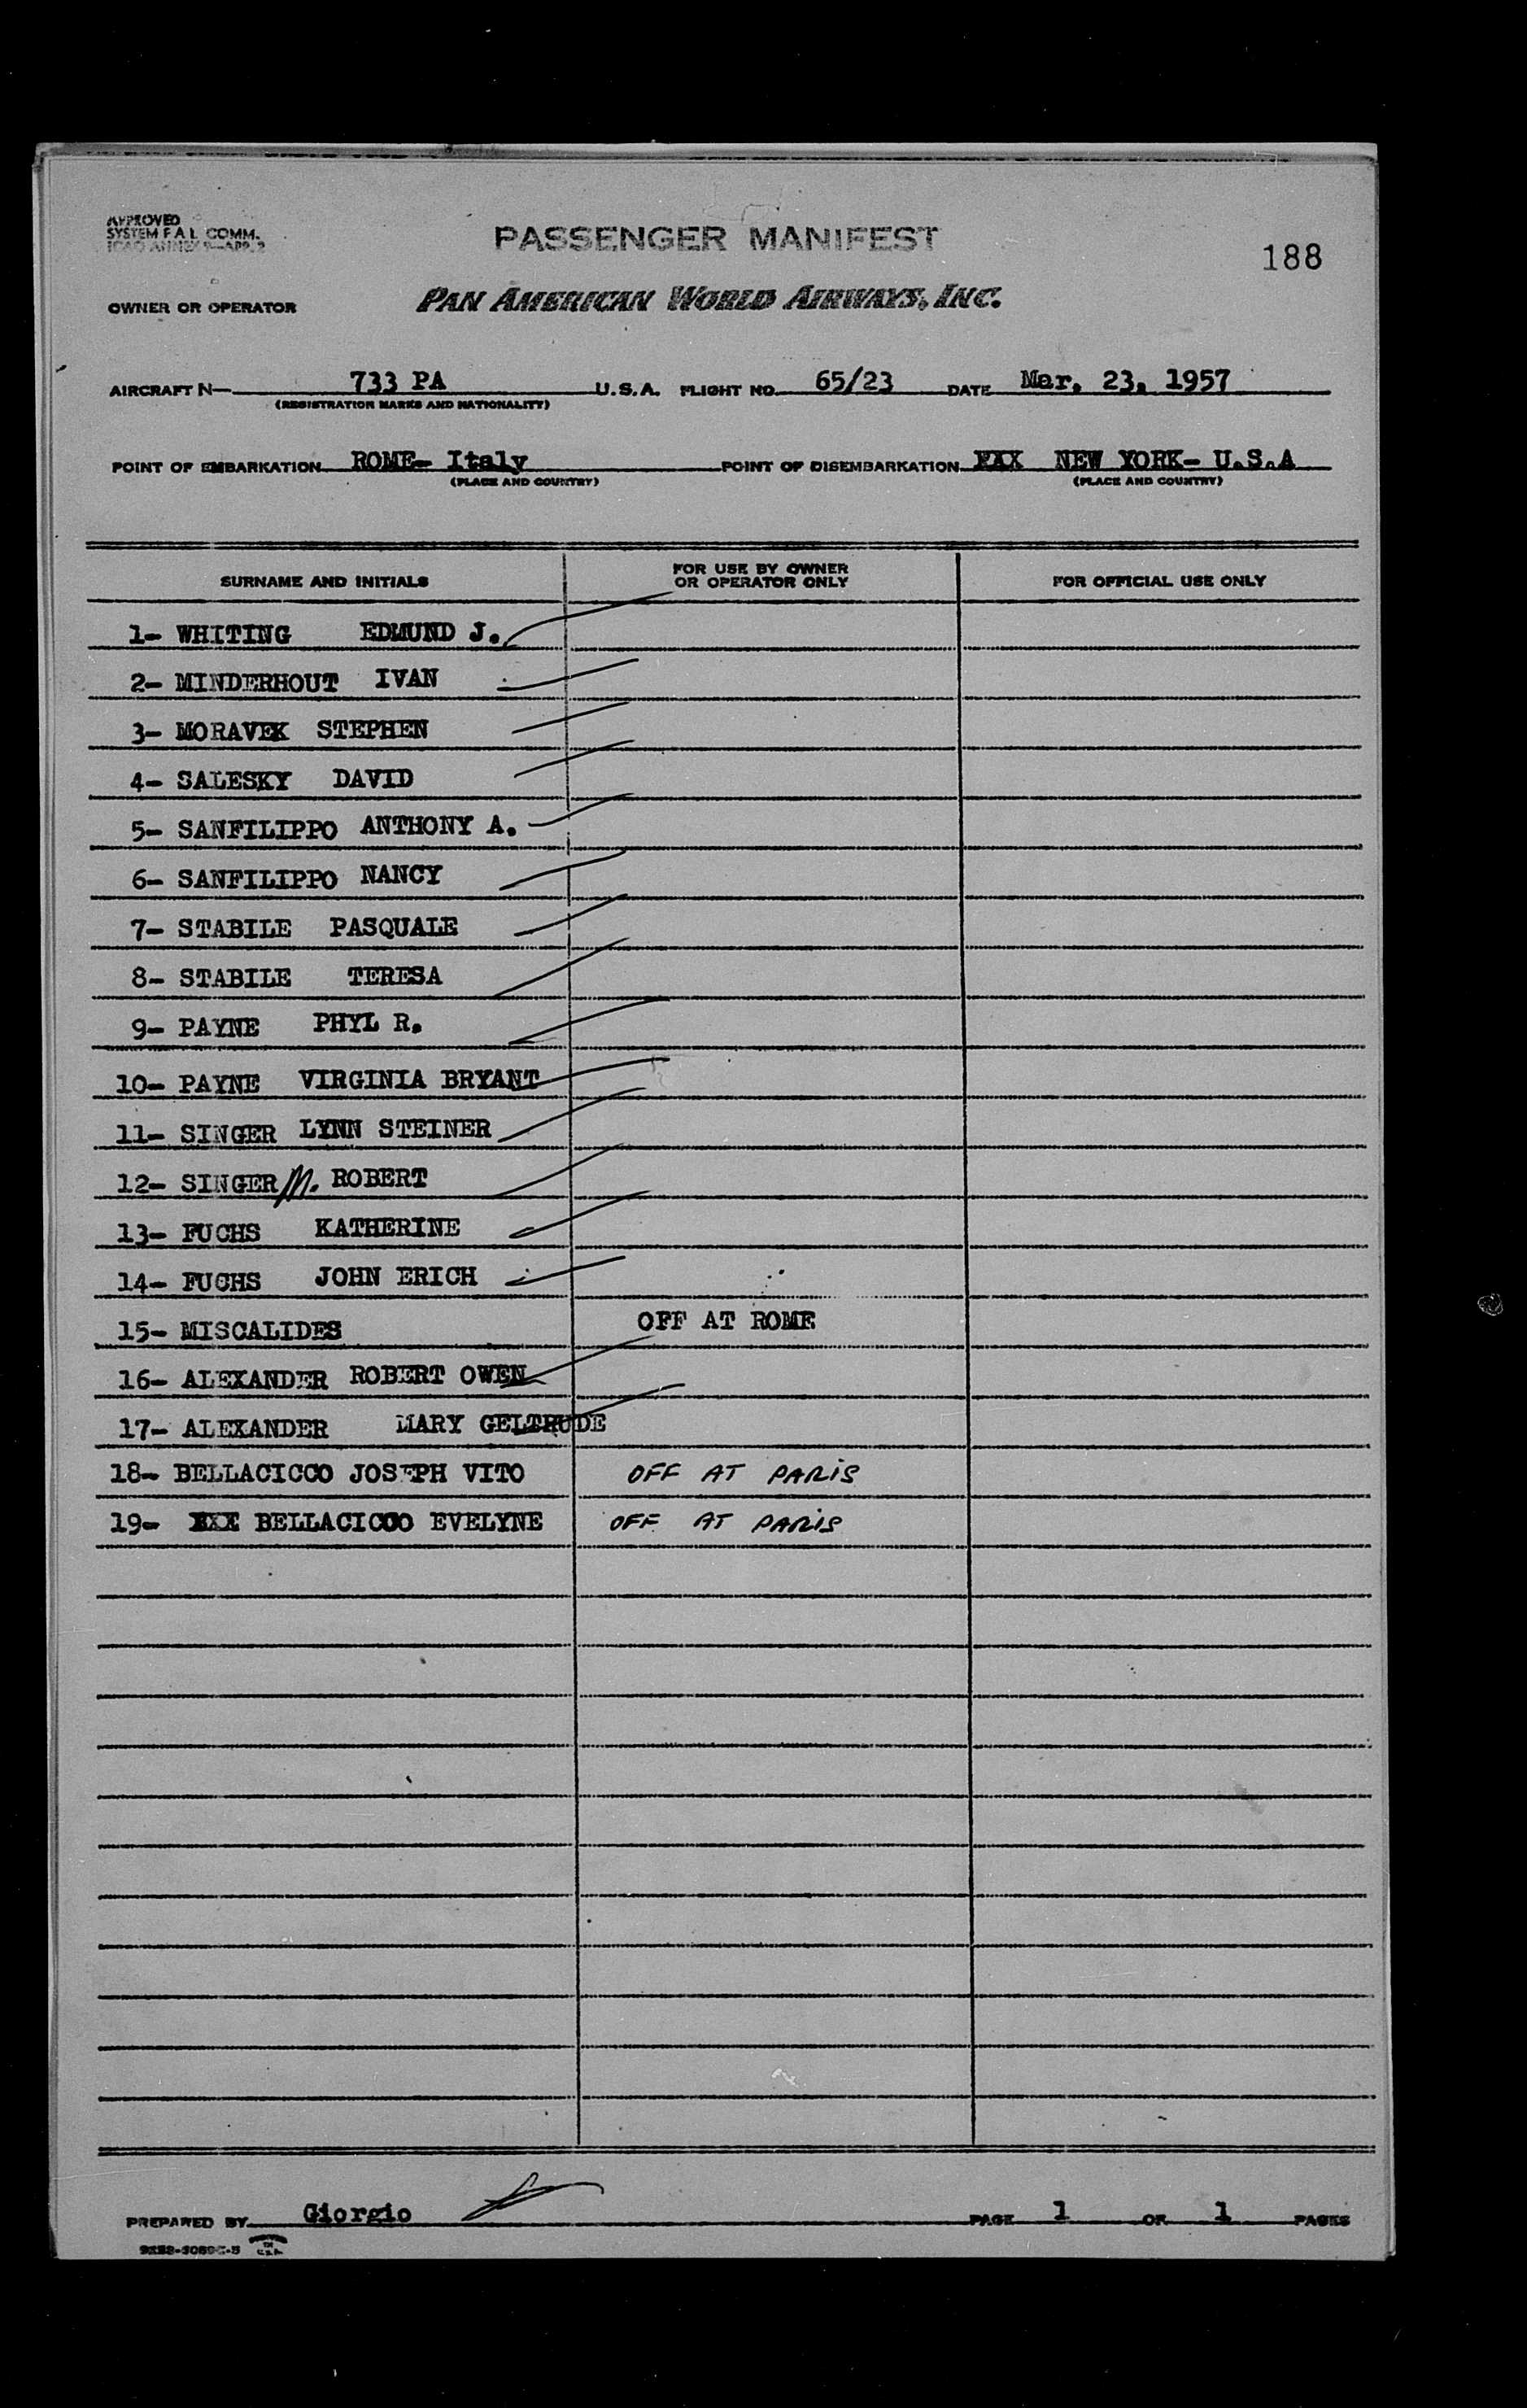 APPROVED
SYSTEM F A L COMM.
ICAO ANNEX 9-APP. 2
PASSENGER MANIFEST
188
OWNER OR OPERATOR PAN AMERICAN WORLD AIRWAYS, INC.
AIRCRAFT N— 733 PA U.S.A. FLIGHT NO. 65/23 DATE Mar. 23, 1957
(REGISTRATION MARKS AND NATIONALITY)
POINT OF EMBARKATION ROME- Italy POINT OF DISEMBARKATION NEW YORK- U.S.A
(PLACE AND COUNTRY) (PLACE AND COUNTRY)
SURNAME AND INITIALS FOR USE BY OWNER OR OPERATOR ONLY FOR OFFICIAL USE ONLY
1- WHITING EDMUND J.
2- MINDERHOUT IVAN
3- MORAVEK STEPHEN
4- SALESKY DAVID
5- SANFILIPPO ANTHONY A.
6- SANFILIPPO NANCY
7- STABILE PASQUALE
8- STABILE TERESA
9- PAYNE PHYL R.
10- PAYNE VIRGINIA BRYANT
11- SINGER LYNN STEINER
12- SINGER M. ROBERT
13- FUCHS KATHERINE
14- FUCHS JOHN ERICH
15- MISCALIDES OFF AT ROME
16- ALEXANDER ROBERT OWEN
17- ALEXANDER MARY GELTRUDE
18- BELLACICCO JOSEPH VITO OFF AT PARIS
19- XXX BELLACICCO EVELYNE OFF AT PARIS
PREPARED BY Giorgio PAGE 1 OF 1 PAGES